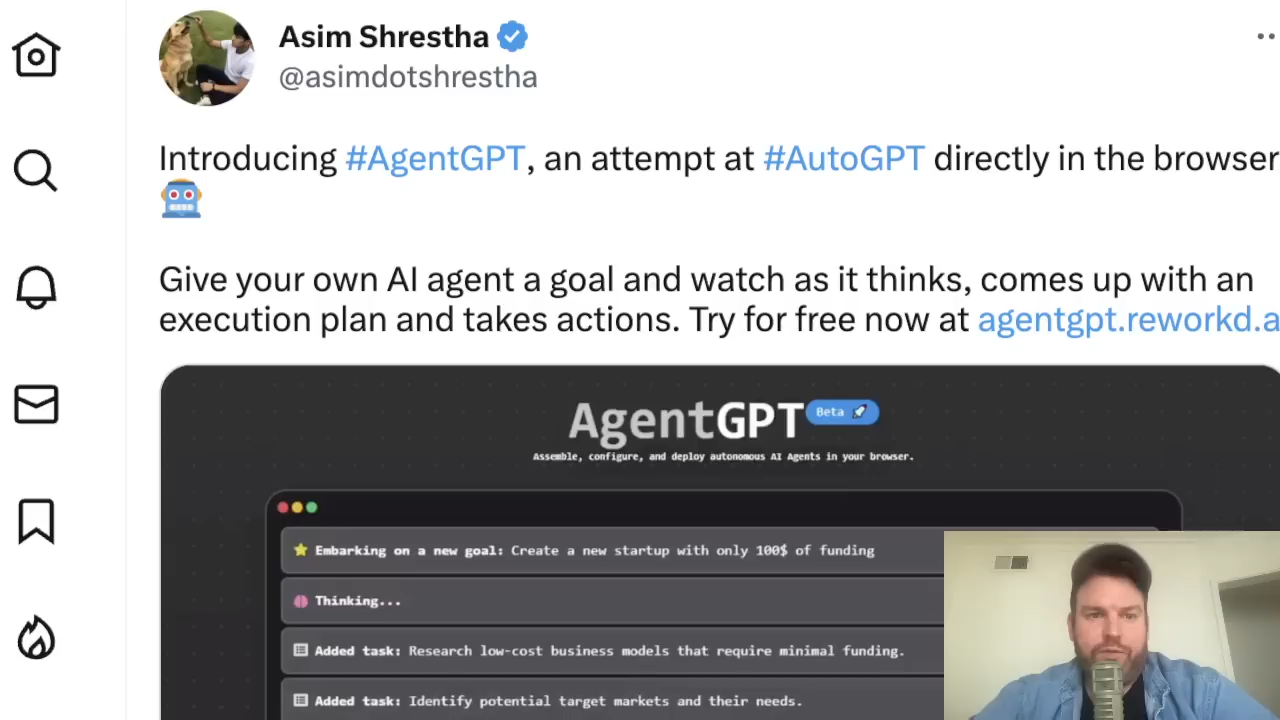 Asim Shrestha
@asimdotshrestha
Introducing #AgentGPT, an attempt at #AutoGPT directly in the browser
Give your own AI agent a goal and watch as it thinks, comes up with an
execution plan and takes actions. Try for free now at agentgpt.reworkd.a
AgentGPT Beta
Assemble, configure, and deploy autonomous AI Agents in your browser.
Embarking on a new goal: Create a new startup with only 100$ of funding
Thinking...
Added task: Research low-cost business models that require minimal funding.
Added task: Identify potential target markets and their needs.